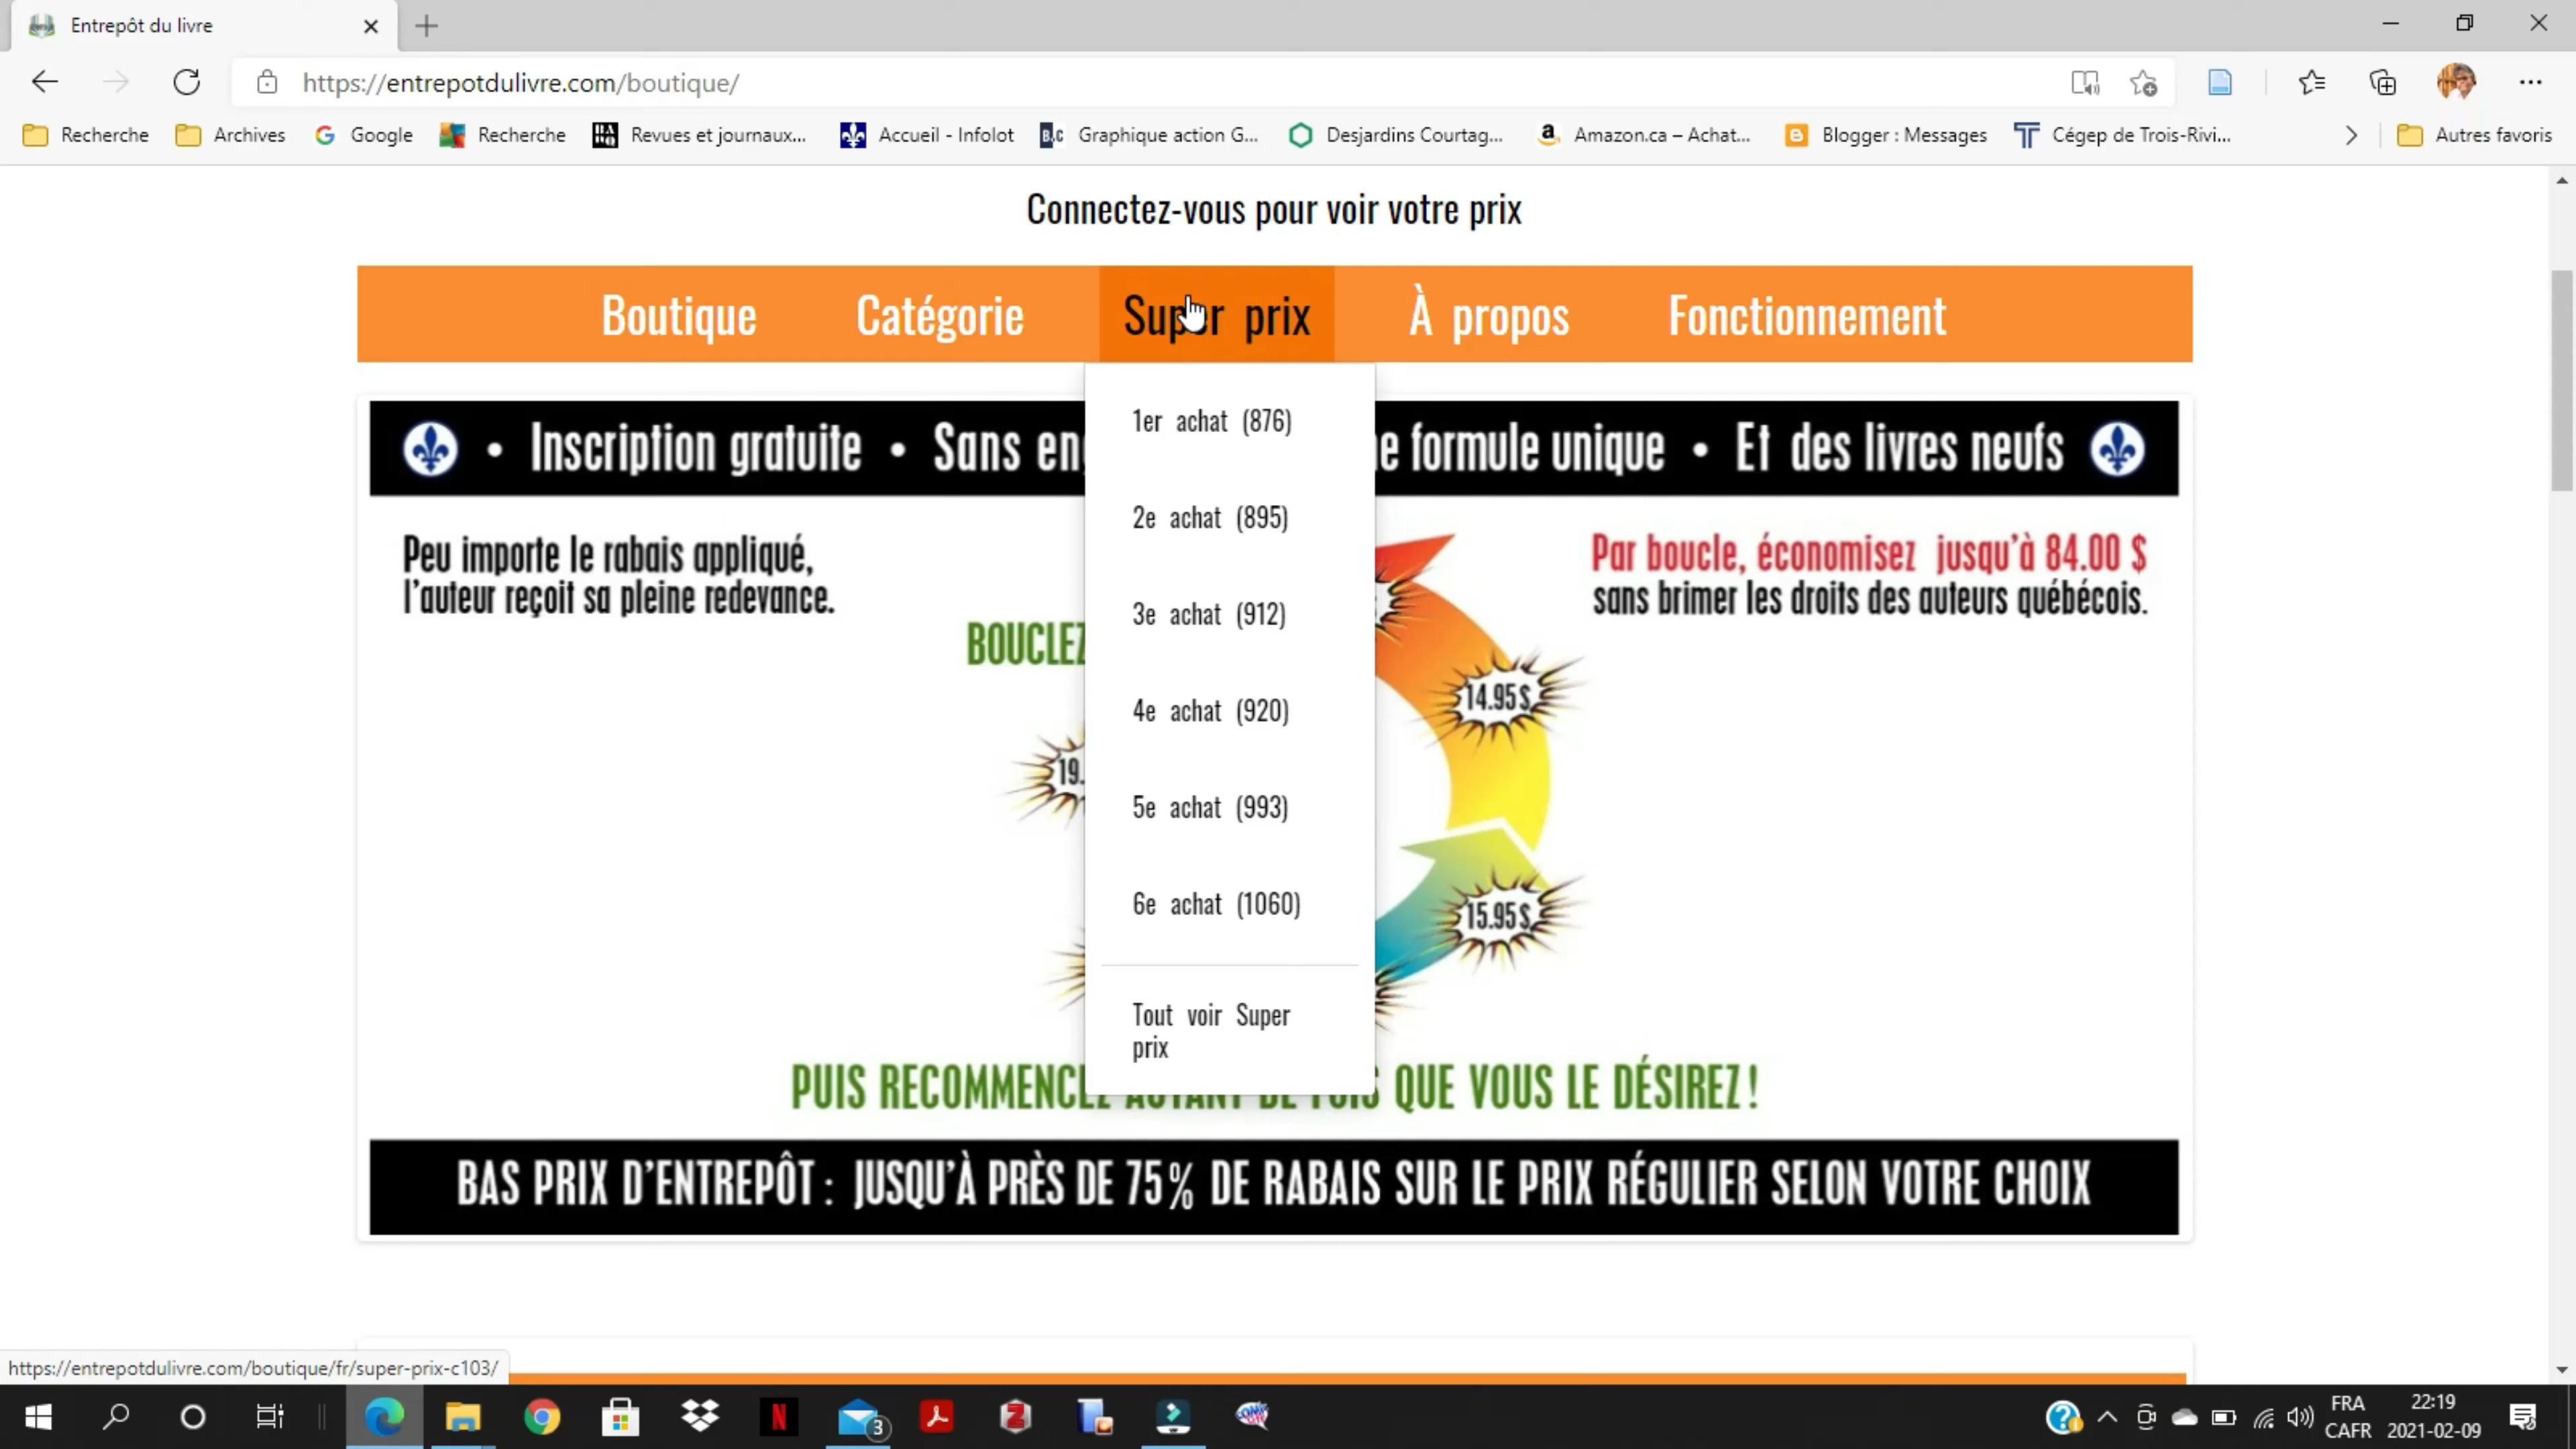 Entrepôt du livre
https://entrepotdulivre.com/boutique/
Recherche
Archives
Google
Recherche
Revues et journaux...
Accueil - Infolot
Graphique action G...
Desjardins Courtag...
Amazon.ca – Achat...
Blogger : Messages
Cégep de Trois-Rivi...
Autres favoris
Connectez-vous pour voir votre prix
Boutique
Catégorie
Super prix
À propos
Fonctionnement
1er achat (876)
2e achat (895)
3e achat (912)
4e achat (920)
5e achat (993)
6e achat (1060)
Tout voir Super
prix
• Inscription gratuite • Sans formule unique • Et des livres neufs
Peu importe le rabais appliqué,
l'auteur reçoit sa pleine redevance.
Par boucle, économisez jusqu'à 84.00 $
sans brimer les droits des auteurs québécois.
BOUCLEZ
14.95$
19.
15.95$
PUIS RECOMMENCEZ AUTANT DE FOIS QUE VOUS LE DÉSIREZ !
BAS PRIX D'ENTREPÔT : JUSQU'À PRÈS DE 75% DE RABAIS SUR LE PRIX RÉGULIER SELON VOTRE CHOIX
https://entrepotdulivre.com/boutique/fr/super-prix-c103/
3
FRA
CAFR
22:19
2021-02-09